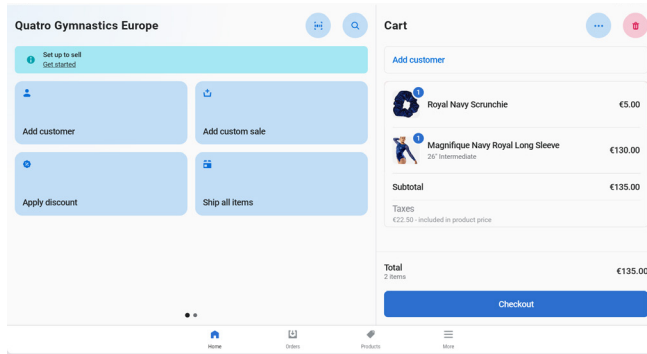 Quatro Gymnastics Europe
Set up to sell
Get started
Add customer
Add custom sale
Apply discount
Ship all items
Home
Orders
Products
More
Cart
Add customer
1
Royal Navy Scrunchie
€5.00
1
Magnifique Navy Royal Long Sleeve
€130.00
26" Intermediate
Subtotal
€135.00
Taxes
€22.50 - included in product price
Total
€135.00
2 items
Checkout